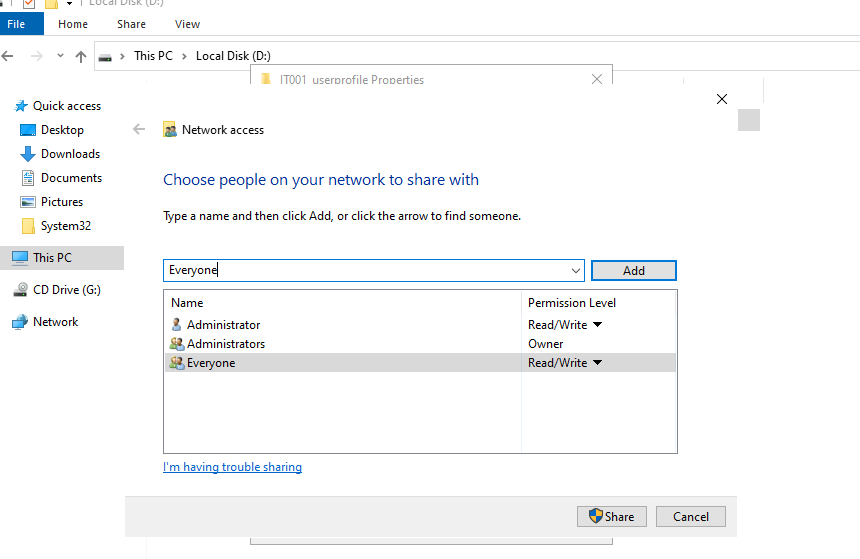 Local Disk (D:)
File Home Share View
This PC Local Disk (D:)
IT001_userprofile Properties
Quick access
Desktop
Downloads
Documents
Pictures
System32
This PC
CD Drive (G:)
Network
Network access
Choose people on your network to share with
Type a name and then click Add, or click the arrow to find someone.
Everyone Add
Name Permission Level
Administrator Read/Write
Administrators Owner
Everyone Read/Write
I'm having trouble sharing
Share Cancel